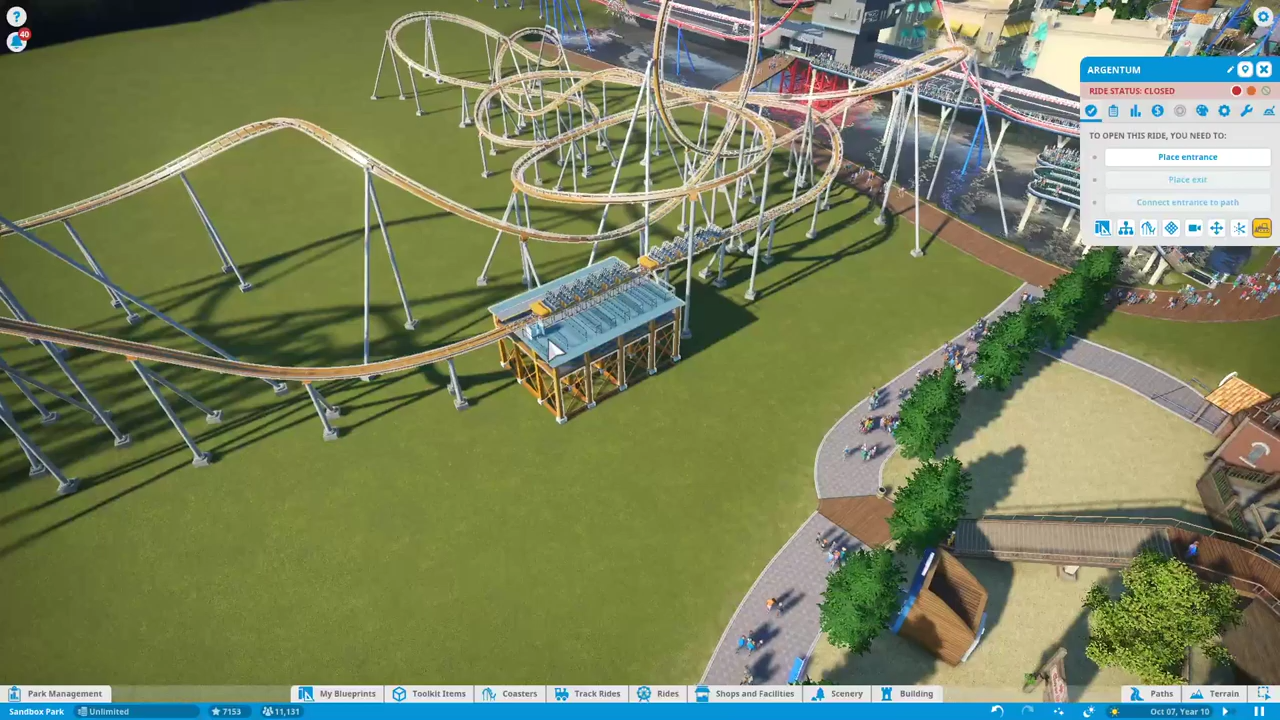 ?
40
ARGENTUM
RIDE STATUS: CLOSED
TO OPEN THIS RIDE, YOU NEED TO:
Place entrance
Place exit
Connect entrance to path
Park Management
My Blueprints
Toolkit Items
Coasters
Track Rides
Rides
Shops and Facilities
Scenery
Building
Paths
Terrain
Sandbox Park
Unlimited
7153
11,131
Oct 07, Year 10